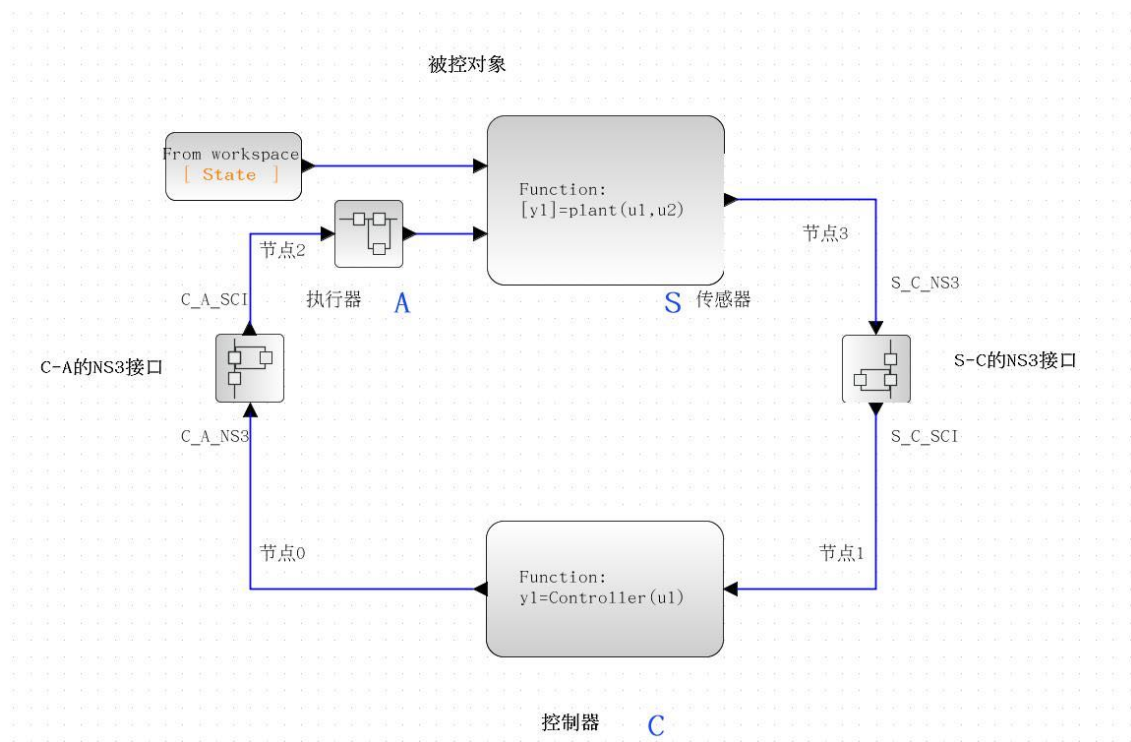 被控对象
From workspace
[ State ]
Function:
[y1]=plant(u1,u2)
节点2
节点3
C_A_SCI
执行器
A
S
传感器
S_C_NS3
C-A的NS3接口
S-C的NS3接口
C_A_NS3
S_C_SCI
节点0
节点1
Function:
y1=Controller(u1)
控制器
C